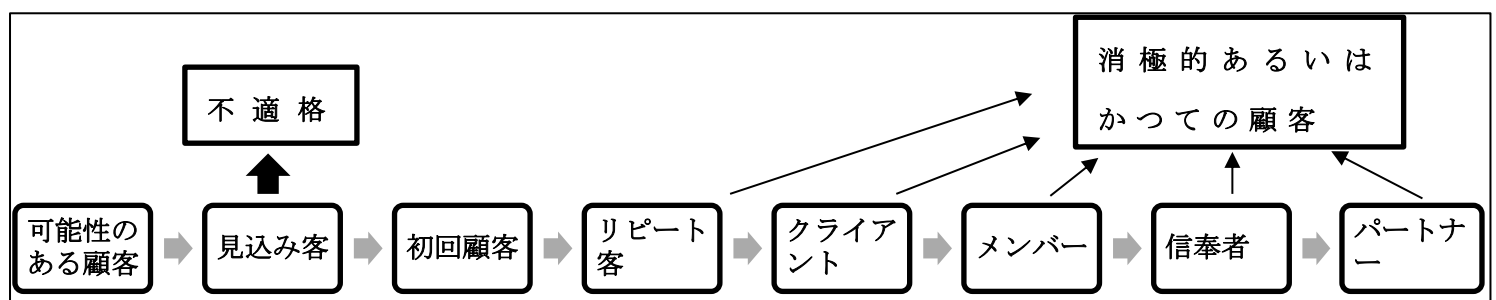 消極的あるいは
かつての顧客
不適格
可能性の
ある顧客
見込み客
初回顧客
リピート
客
クライア
ント
メンバー
信奉者
パートナ
ー